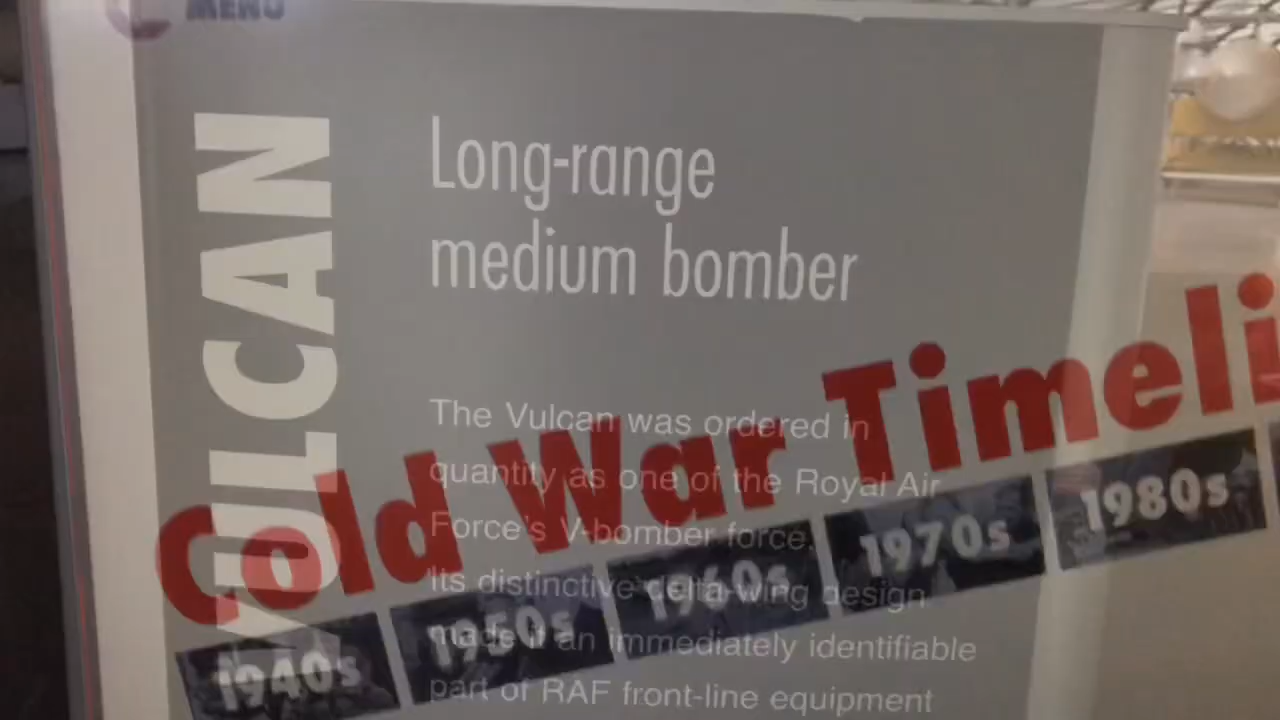 MENU
VULCAN
Long-range
medium bomber
The Vulcan was ordered in
quantity as one of the Royal Air
Force's V-bomber force.
Its distinctive delta-wing design
made it an immediately identifiable
part of RAF front-line equipment
Cold War Timeli
1940s
1950s
1960s
1970s
1980s